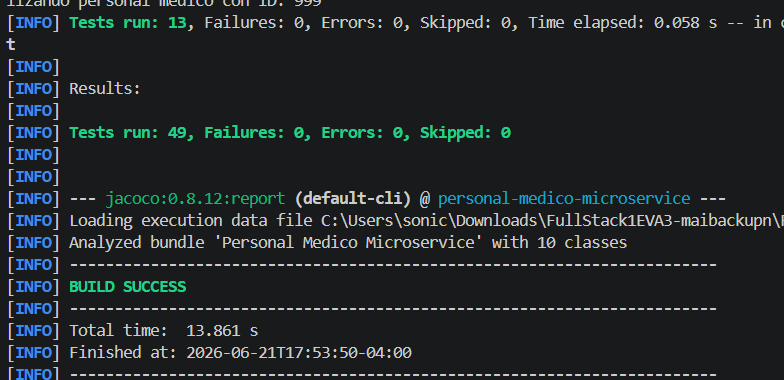 lizando personal medico con ID: 999
[INFO] Tests run: 13, Failures: 0, Errors: 0, Skipped: 0, Time elapsed: 0.058 s -- in c
t
[INFO]
[INFO] Results:
[INFO]
[INFO] Tests run: 49, Failures: 0, Errors: 0, Skipped: 0
[INFO]
[INFO]
[INFO] --- jacoco:0.8.12:report (default-cli) @ personal-medico-microservice ---
[INFO] Loading execution data file C:\Users\sonic\Downloads\FullStack1EVA3-maibackupn\
[INFO] Analyzed bundle 'Personal Medico Microservice' with 10 classes
[INFO] ------------------------------------------------------------------------
[INFO] BUILD SUCCESS
[INFO] ------------------------------------------------------------------------
[INFO] Total time:  13.861 s
[INFO] Finished at: 2026-06-21T17:53:50-04:00
[INFO] ------------------------------------------------------------------------